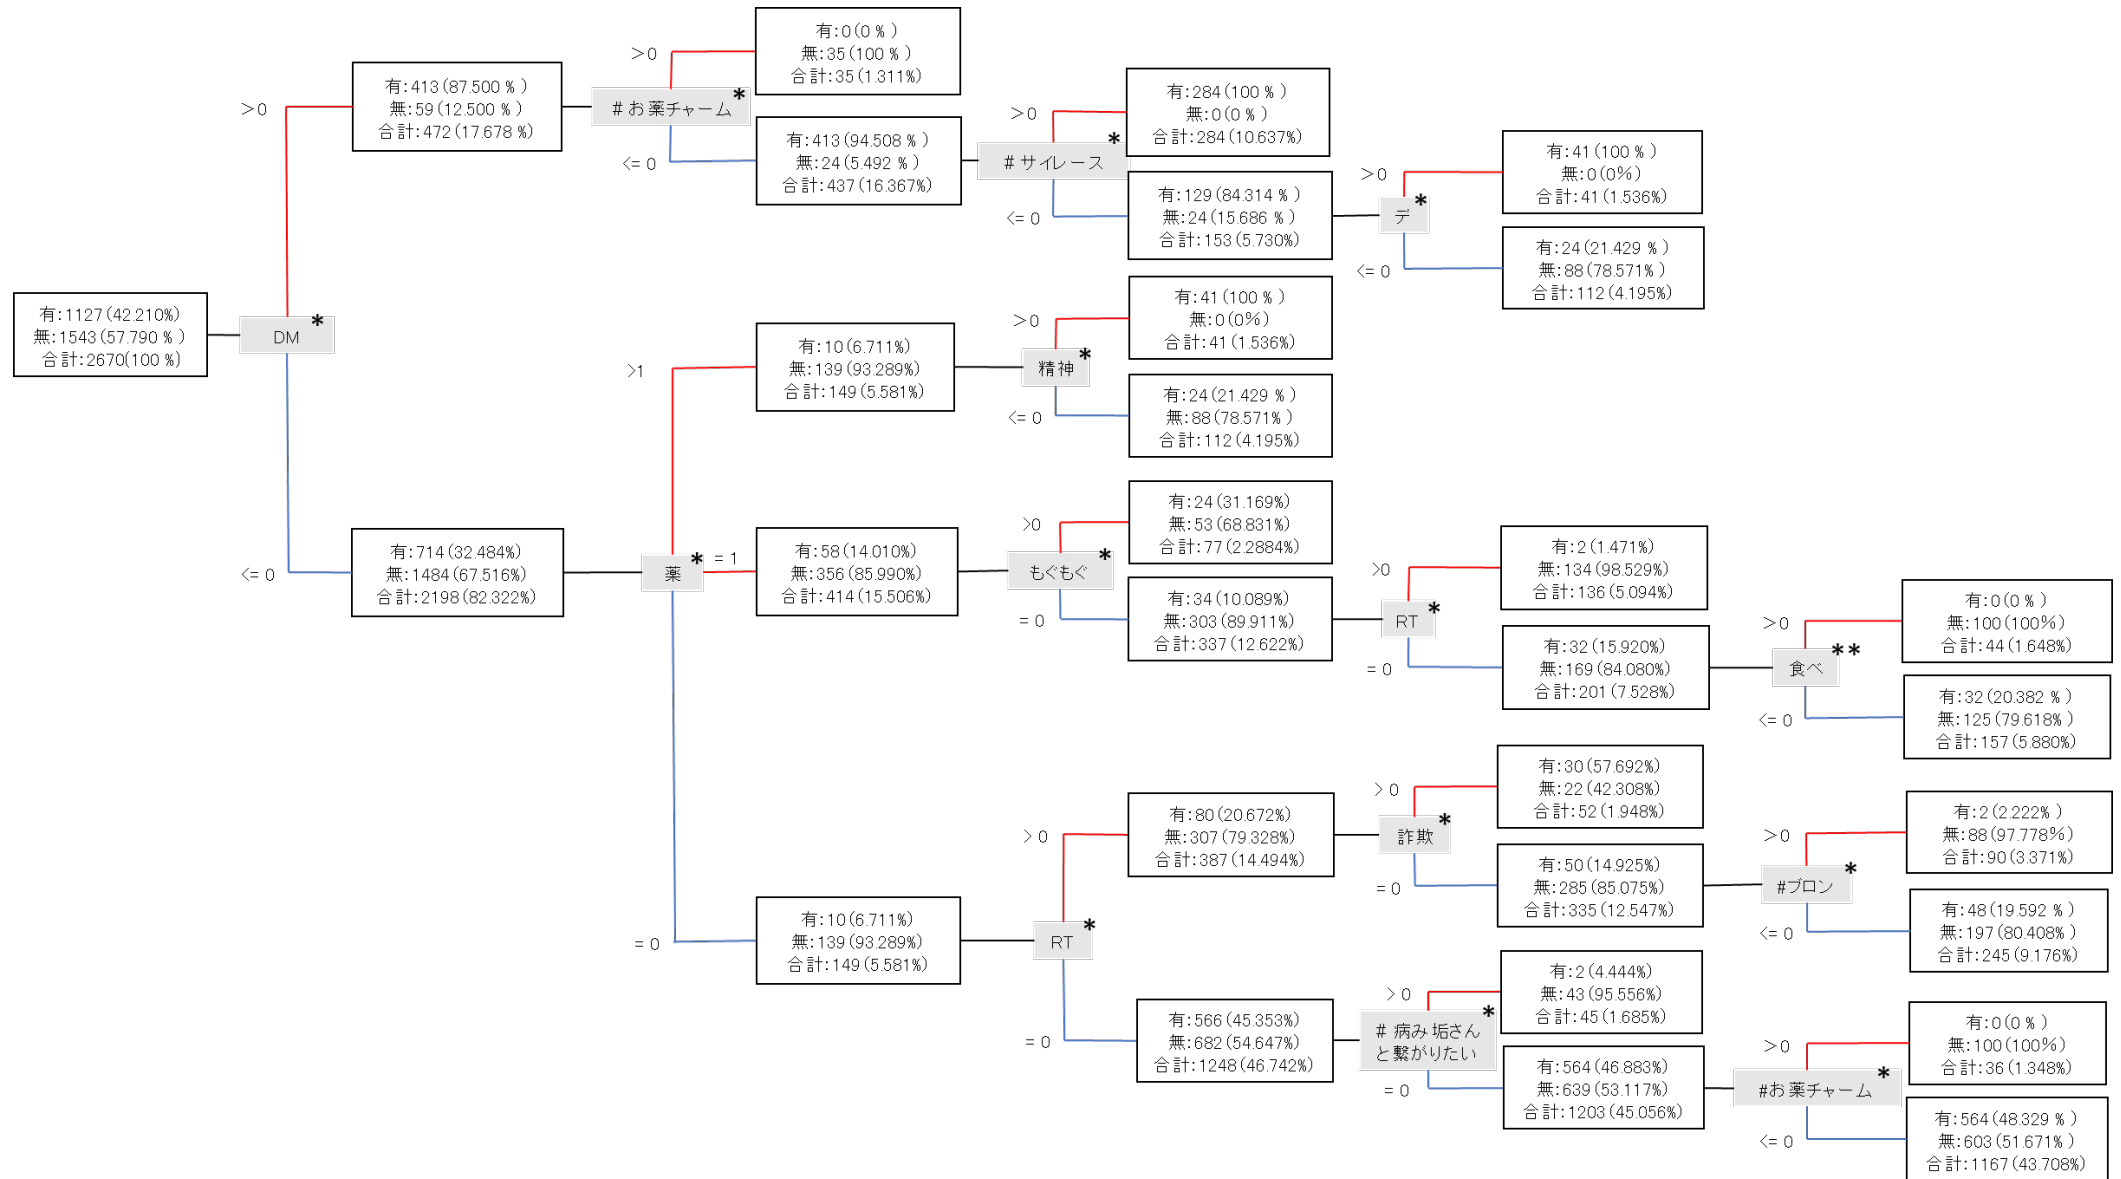 有:1127(42.210%)
無:1543(57.790 % )
合計:2670(100 %)
DM
*
>0
有:413(87.500 % )
無:59(12.500 % )
合計:472(17.678 %)
#お薬チャーム
*
>0
有:0(0 % )
無:35(100 % )
合計:35(1.311%)
<= 0
有:413(94.508 % )
無:24(5.492 % )
合計:437(16.367%)
#サイレース
*
>0
有:284(100 % )
無:0(0 % )
合計:284(10.637%)
<= 0
有:129(84.314 % )
無:24(15.686 % )
合計:153(5.730%)
デ
*
>0
有:41(100 % )
無:0(0%)
合計:41(1.536%)
<= 0
有:24(21.429 % )
無:88(78.571% )
合計:112(4.195%)
<= 0
有:714(32.484%)
無:1484(67.516%)
合計:2198(82.322%)
薬
*
>1
有:10(6.711%)
無:139(93.289%)
合計:149(5.581%)
精神
*
>0
有:41(100 % )
無:0(0%)
合計:41(1.536%)
<= 0
有:24(21.429 % )
無:88(78.571% )
合計:112(4.195%)
= 1
有:58(14.010%)
無:356(85.990%)
合計:414(15.506%)
もぐもぐ
*
>0
有:24(31.169%)
無:53(68.831%)
合計:77(2.2884%)
= 0
有:34(10.089%)
無:303(89.911%)
合計:337(12.622%)
RT
*
>0
有:2(1.471%)
無:134(98.529%)
合計:136(5.094%)
= 0
有:32(15.920%)
無:169(84.080%)
合計:201(7.528%)
食べ
**
>0
有:0(0 % )
無:100(100%)
合計:44(1.648%)
<= 0
有:32(20.382 % )
無:125(79.618% )
合計:157(5.880%)
= 0
有:10(6.711%)
無:139(93.289%)
合計:149(5.581%)
RT
*
> 0
有:80(20.672%)
無:307(79.328%)
合計:387(14.494%)
詐欺
*
> 0
有:30(57.692%)
無:22(42.308%)
合計:52(1.948%)
= 0
有:50(14.925%)
無:285(85.075%)
合計:335(12.547%)
#ブロン
*
>0
有:2(2.222% )
無:88(97.778%)
合計:90(3.371%)
<= 0
有:48(19.592 % )
無:197(80.408% )
合計:245(9.176%)
= 0
有:566(45.353%)
無:682(54.647%)
合計:1248(46.742%)
#病み垢さん
と繋がりたい
*
> 0
有:2(4.444%)
無:43(95.556%)
合計:45(1.685%)
= 0
有:564(46.883%)
無:639(53.117%)
合計:1203(45.056%)
#お薬チャーム
*
>0
有:0(0 % )
無:100(100%)
合計:36(1.348%)
<= 0
有:564(48.329 % )
無:603(51.671% )
合計:1167(43.708%)